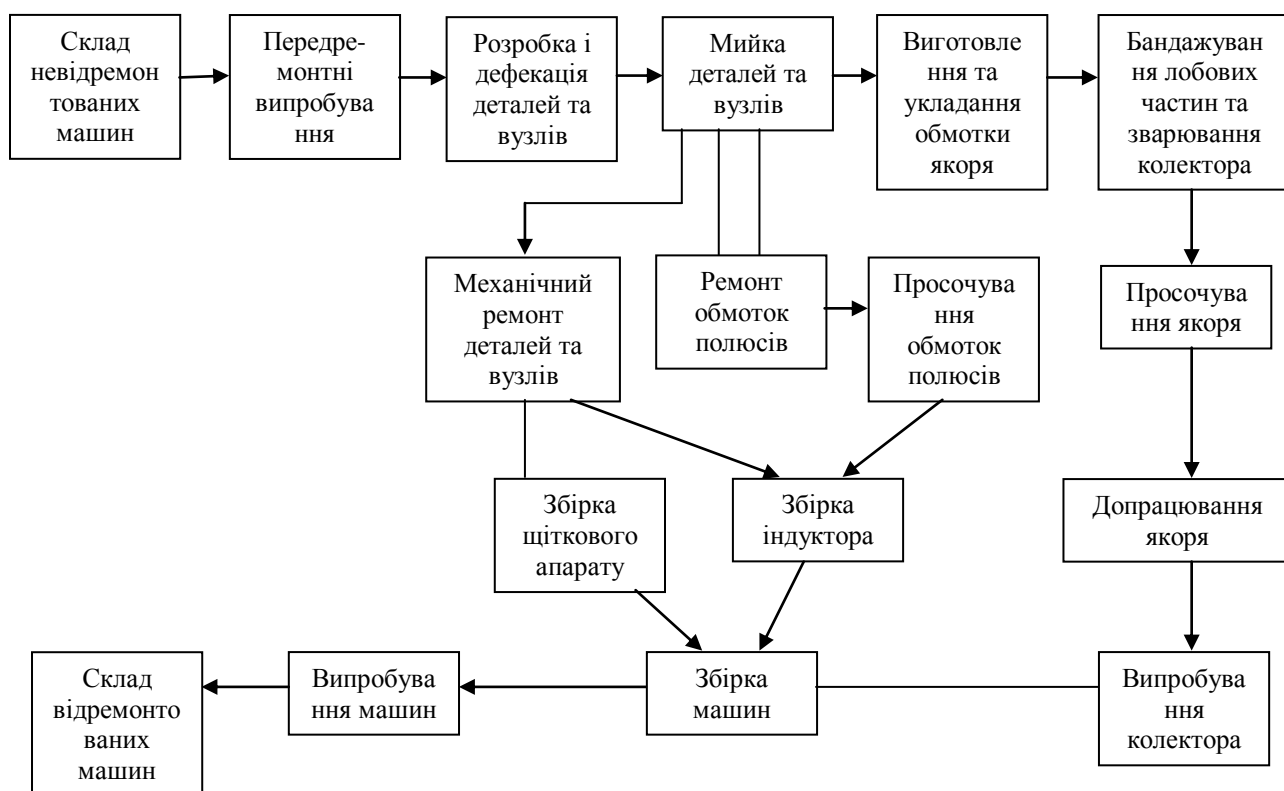 Склад
невідремон
тованих
машин
Передре-
монтні
випробува
ння
Розробка і
дефекація
деталей та
вузлів
Мийка
деталей та
вузлів
Виготовле
ння та
укладання
обмотки
якоря
Бандажуван
ня лобових
частин та
зварювання
колектора
Механічний
ремонт
деталей та
вузлів
Ремонт
обмоток
полюсів
Просочува
ння
обмоток
полюсів
Просочува
ння якоря
Збірка
щіткового
апарату
Збірка
індуктора
Допрацювання
якоря
Склад
відремонто
ваних
машин
Випробува
ння машин
Збірка
машин
Випробува
ння
колектора